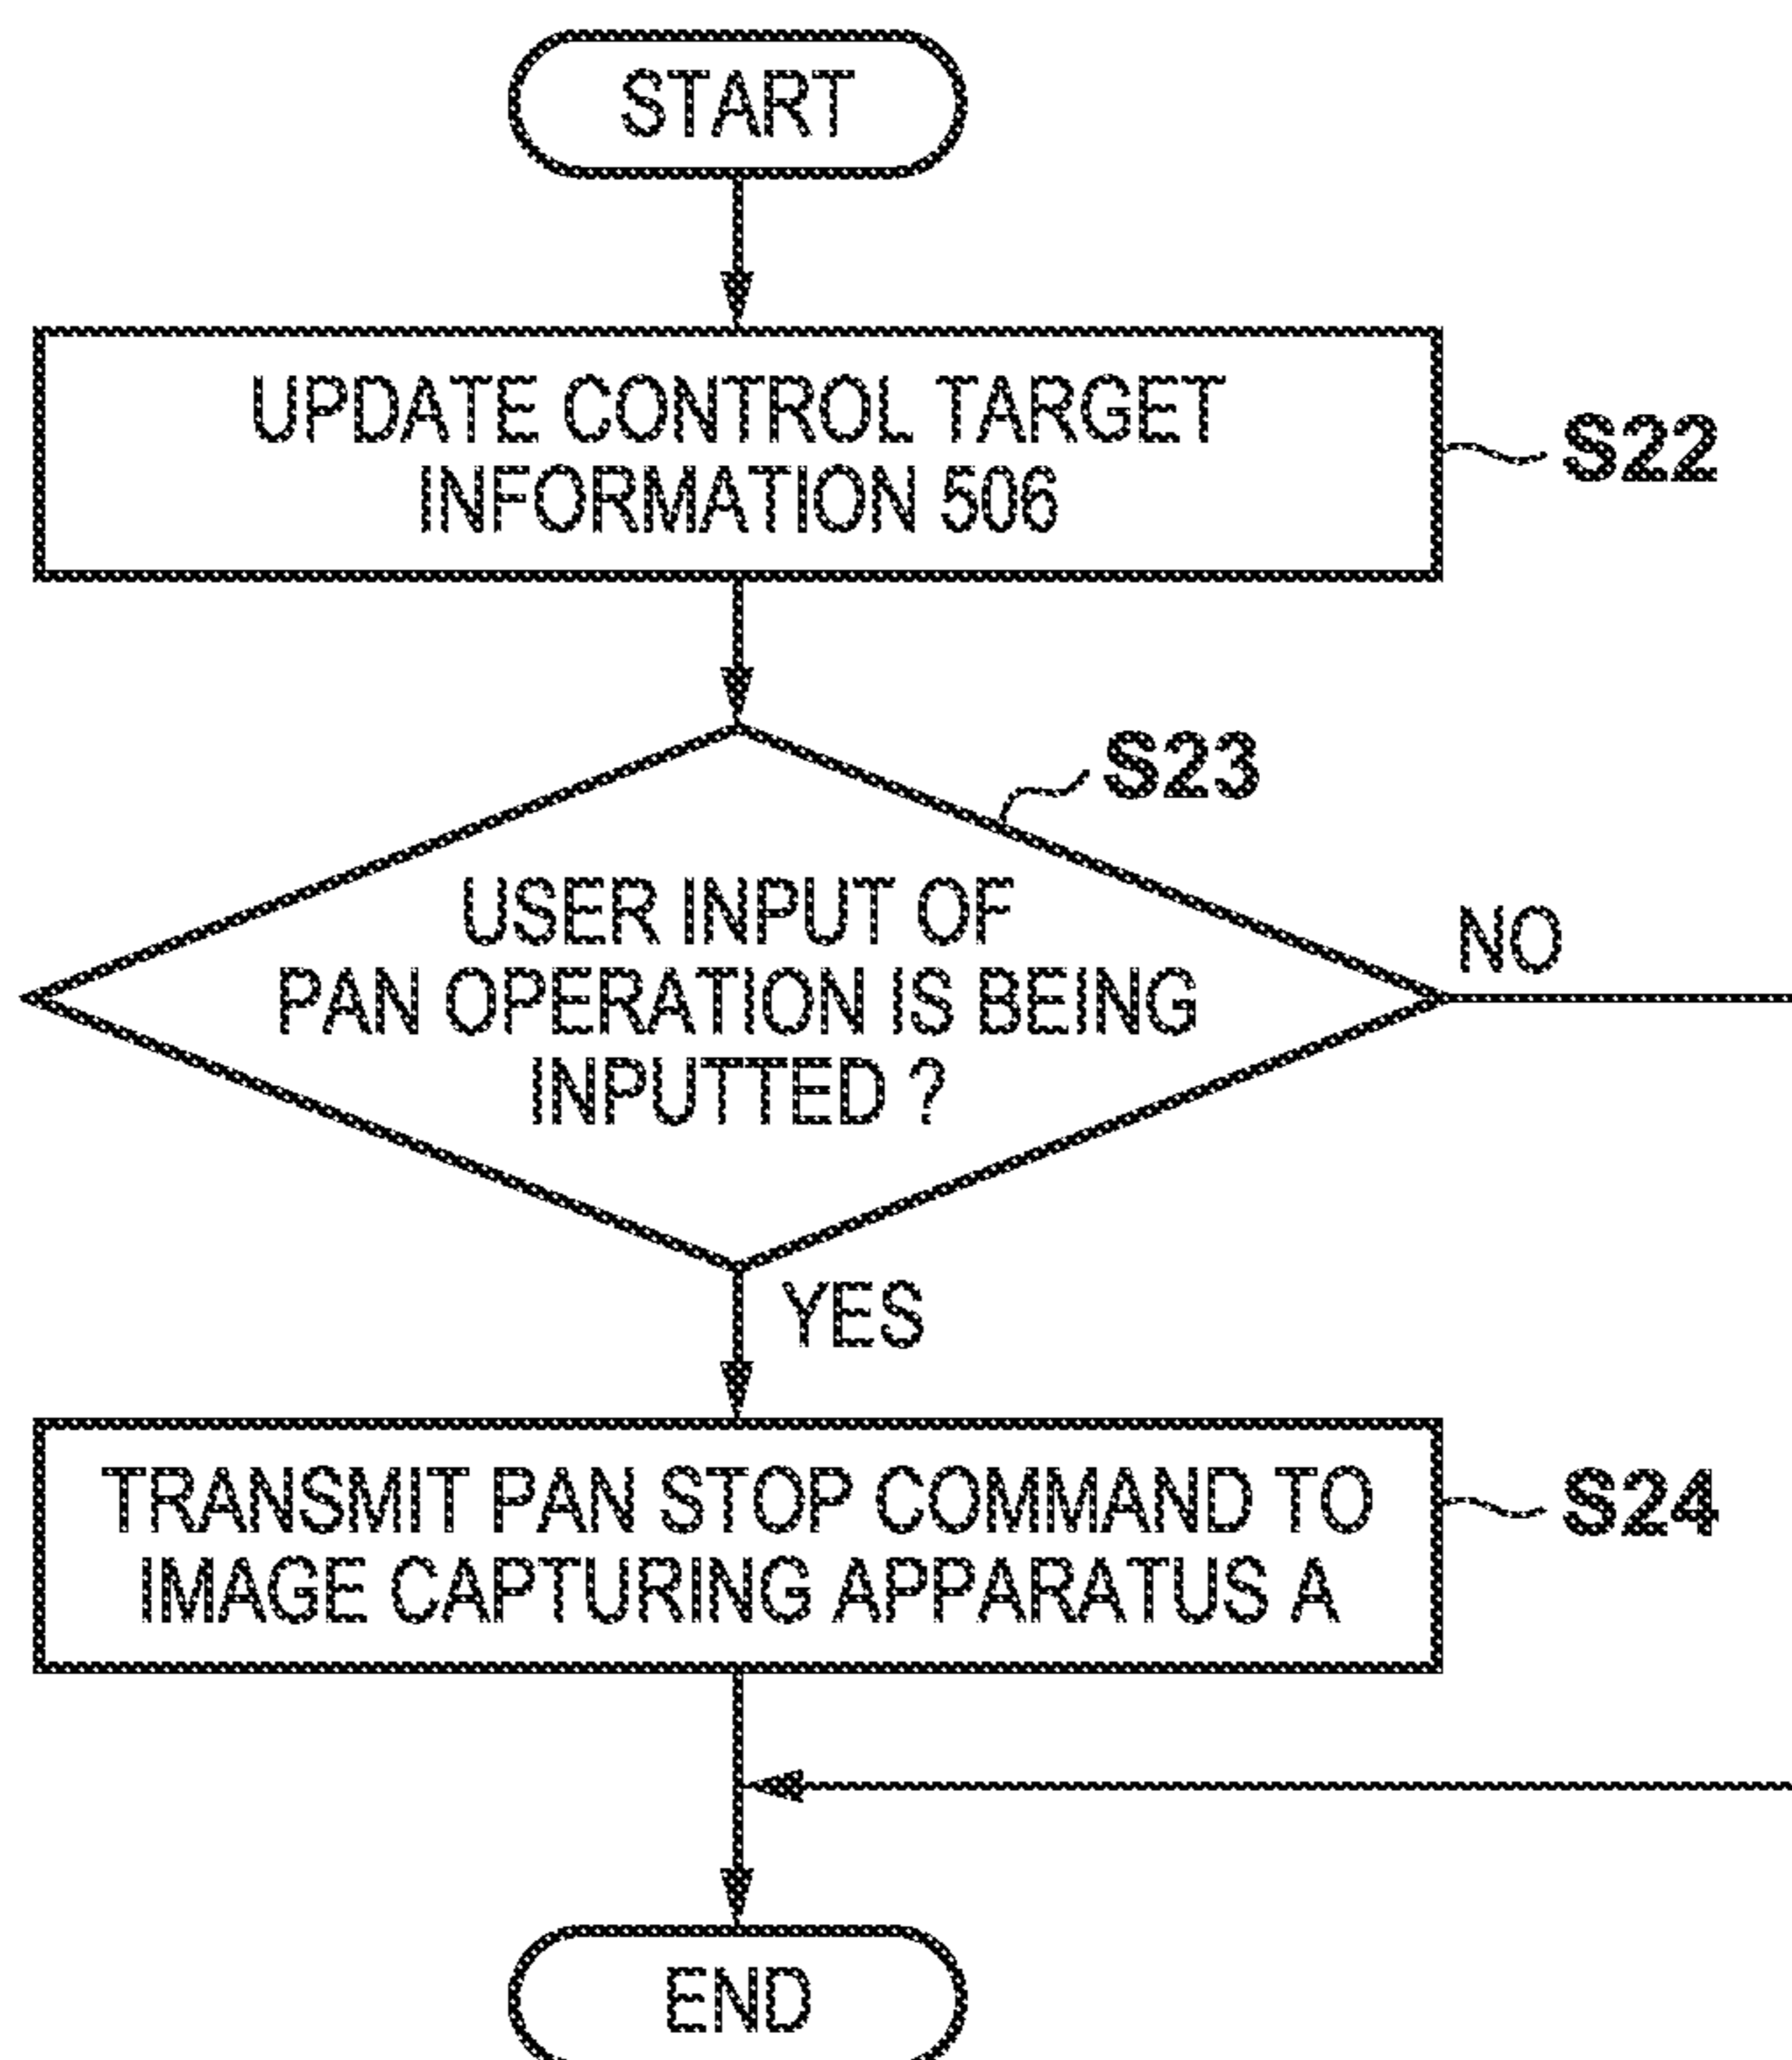 START
UPDATE CONTROL TARGET
INFORMATION 506
S22
S23
USER INPUT OF
PAN OPERATION IS BEING
INPUTTED ?
NO
YES
TRANSMIT PAN STOP COMMAND TO
IMAGE CAPTURING APPARATUS A
S24
END